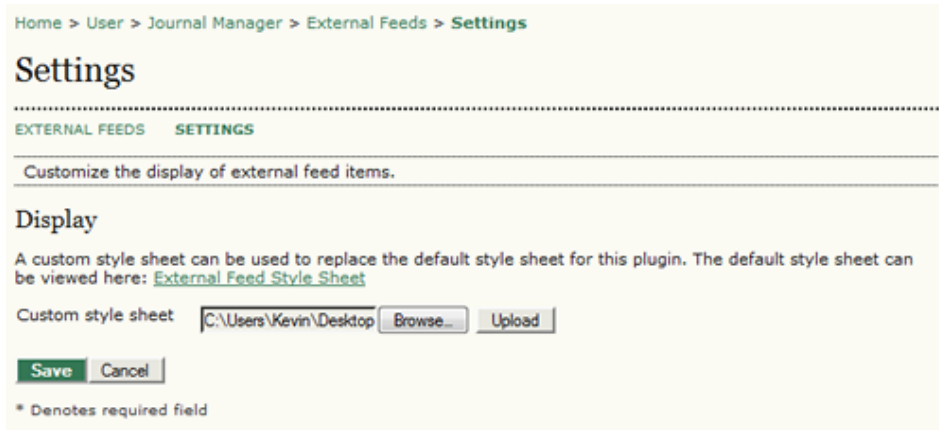 Home > User > Journal Manager > External Feeds > Settings
Settings
EXTERNAL FEEDS SETTINGS
Customize the display of external feed items.
Display
A custom style sheet can be used to replace the default style sheet for this plugin. The default style sheet can
be viewed here: External Feed Style Sheet
Custom style sheet C:\Users\Kevin\Desktop Browse... Upload
Save Cancel
* Denotes required field